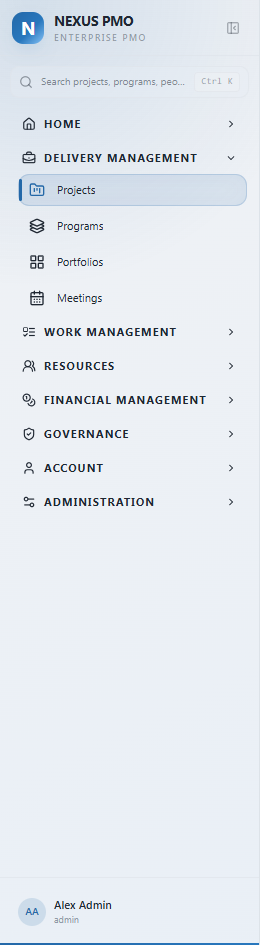 N
NEXUS PMO
ENTERPRISE PMO
Search projects, programs, peo... Ctrl K
HOME
DELIVERY MANAGEMENT
Projects
Programs
Portfolios
Meetings
WORK MANAGEMENT
RESOURCES
FINANCIAL MANAGEMENT
GOVERNANCE
ACCOUNT
ADMINISTRATION
AA
Alex Admin
admin